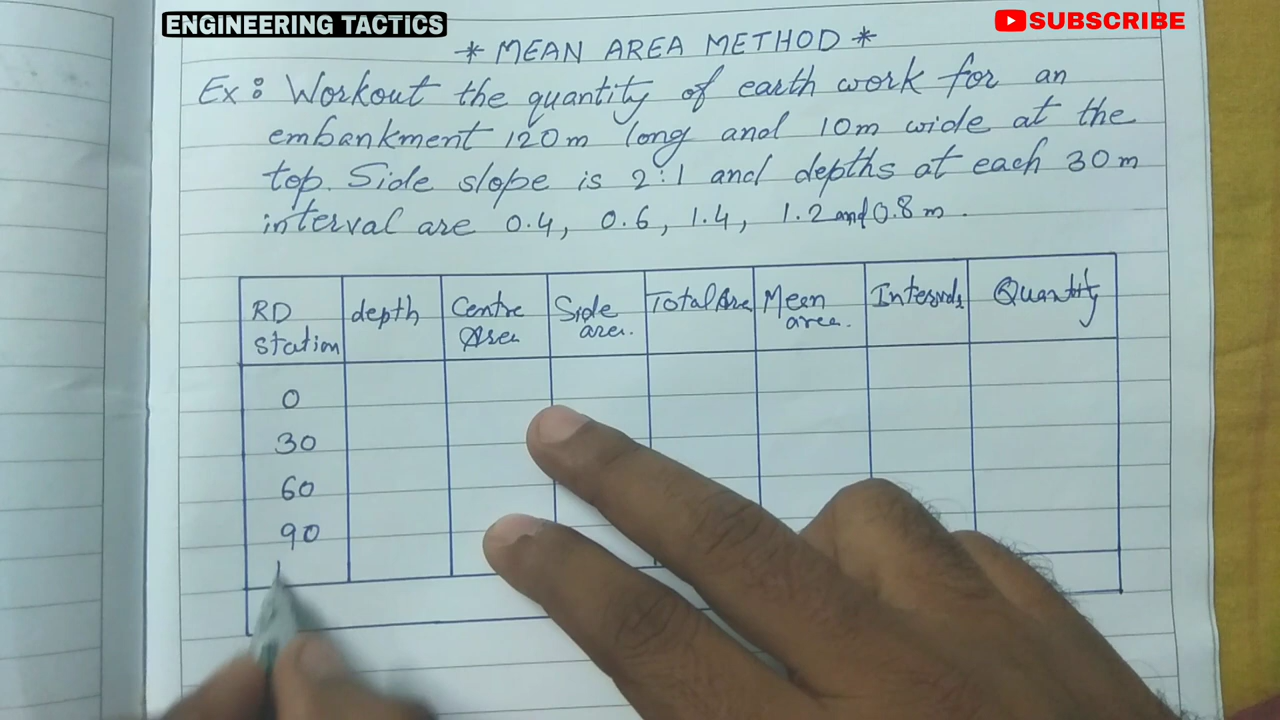 ENGINEERING TACTICS
SUBSCRIBE
* MEAN AREA METHOD *
Ex: Workout the quantity of earth work for an
embankment 120m long and 10m wide at the
top. Side slope is 2:1 and depths at each 30m
interval are 0.4, 0.6, 1.4, 1.2 and 0.8m.
RD station depth Centre Area Side area. Total Area Mean area. Intervals Quantity
0
30
60
90